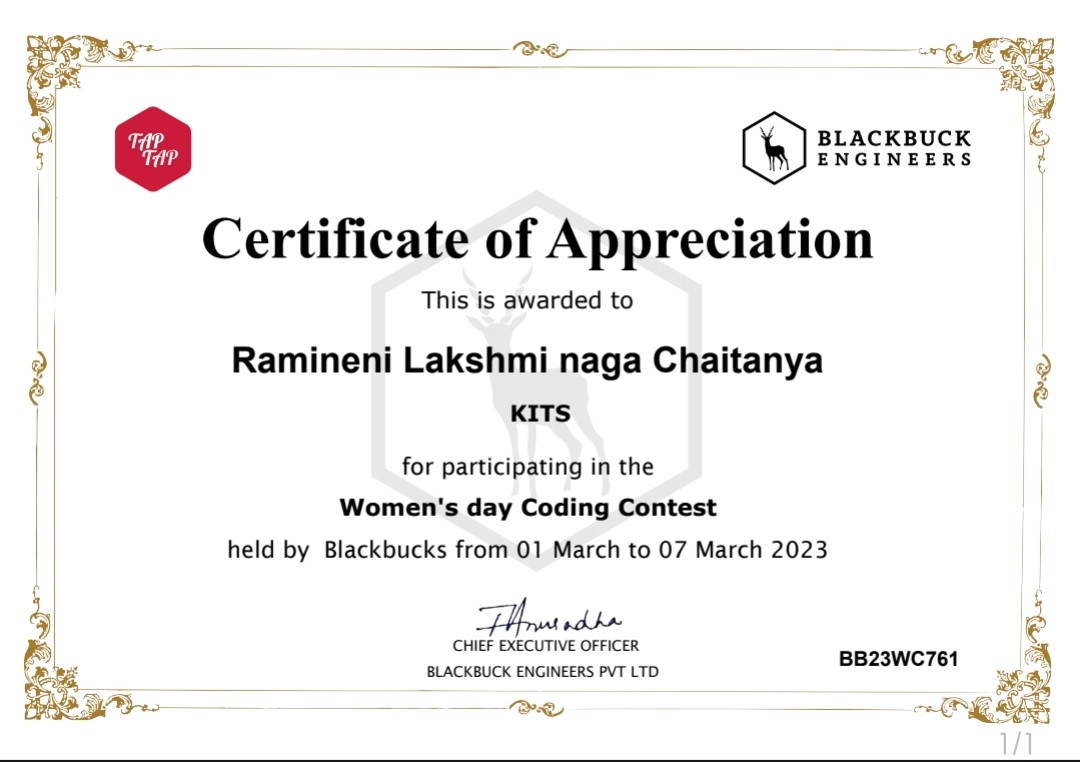 TAP
TAP
BLACKBUCK
ENGINEERS
Certificate of Appreciation
This is awarded to
Ramineni Lakshmi naga Chaitanya
KITS
for participating in the
Women's day Coding Contest
held by Blackbucks from 01 March to 07 March 2023
TAnuradha
CHIEF EXECUTIVE OFFICER
BLACKBUCK ENGINEERS PVT LTD
BB23WC761
1/1